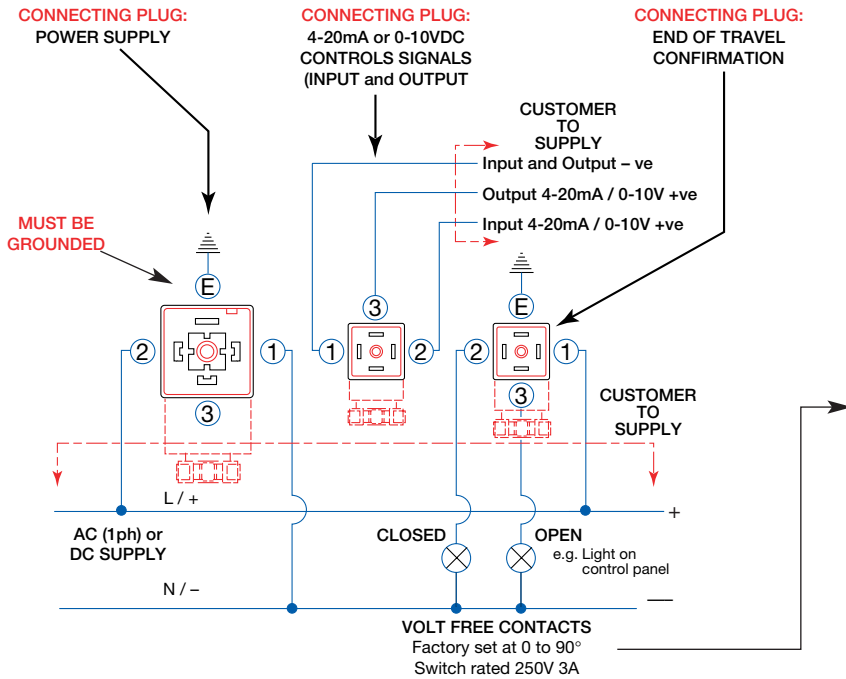 CONNECTING PLUG:
POWER SUPPLY
CONNECTING PLUG:
4-20mA or 0-10VDC
CONTROLS SIGNALS
(INPUT and OUTPUT
CONNECTING PLUG:
END OF TRAVEL
CONFIRMATION
CUSTOMER
TO
SUPPLY
Input and Output – ve
Output 4-20mA / 0-10V +ve
Input 4-20mA / 0-10V +ve
MUST BE
GROUNDED
E
2
1
3
3
1
2
E
2
1
3
CUSTOMER
TO
SUPPLY
L / +
+
AC (1ph) or
DC SUPPLY
CLOSED
OPEN
e.g. Light on
control panel
N / –
—
VOLT FREE CONTACTS
Factory set at 0 to 90°
Switch rated 250V 3A